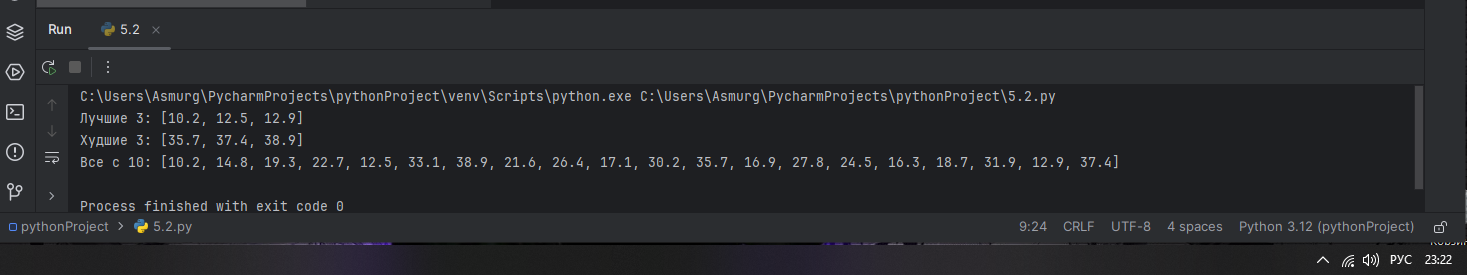 Run 5.2
C:\Users\Asmurg\PycharmProjects\pythonProject\venv\Scripts\python.exe C:\Users\Asmurg\PycharmProjects\pythonProject\5.2.py
Лучшие 3: [10.2, 12.5, 12.9]
Худшие 3: [35.7, 37.4, 38.9]
Все с 10: [10.2, 14.8, 19.3, 22.7, 12.5, 33.1, 38.9, 21.6, 26.4, 17.1, 30.2, 35.7, 16.9, 27.8, 24.5, 16.3, 18.7, 31.9, 12.9, 37.4]
Process finished with exit code 0
pythonProject > 5.2.py 9:24 CRLF UTF-8 4 spaces Python 3.12 (pythonProject)
РУС 23:22